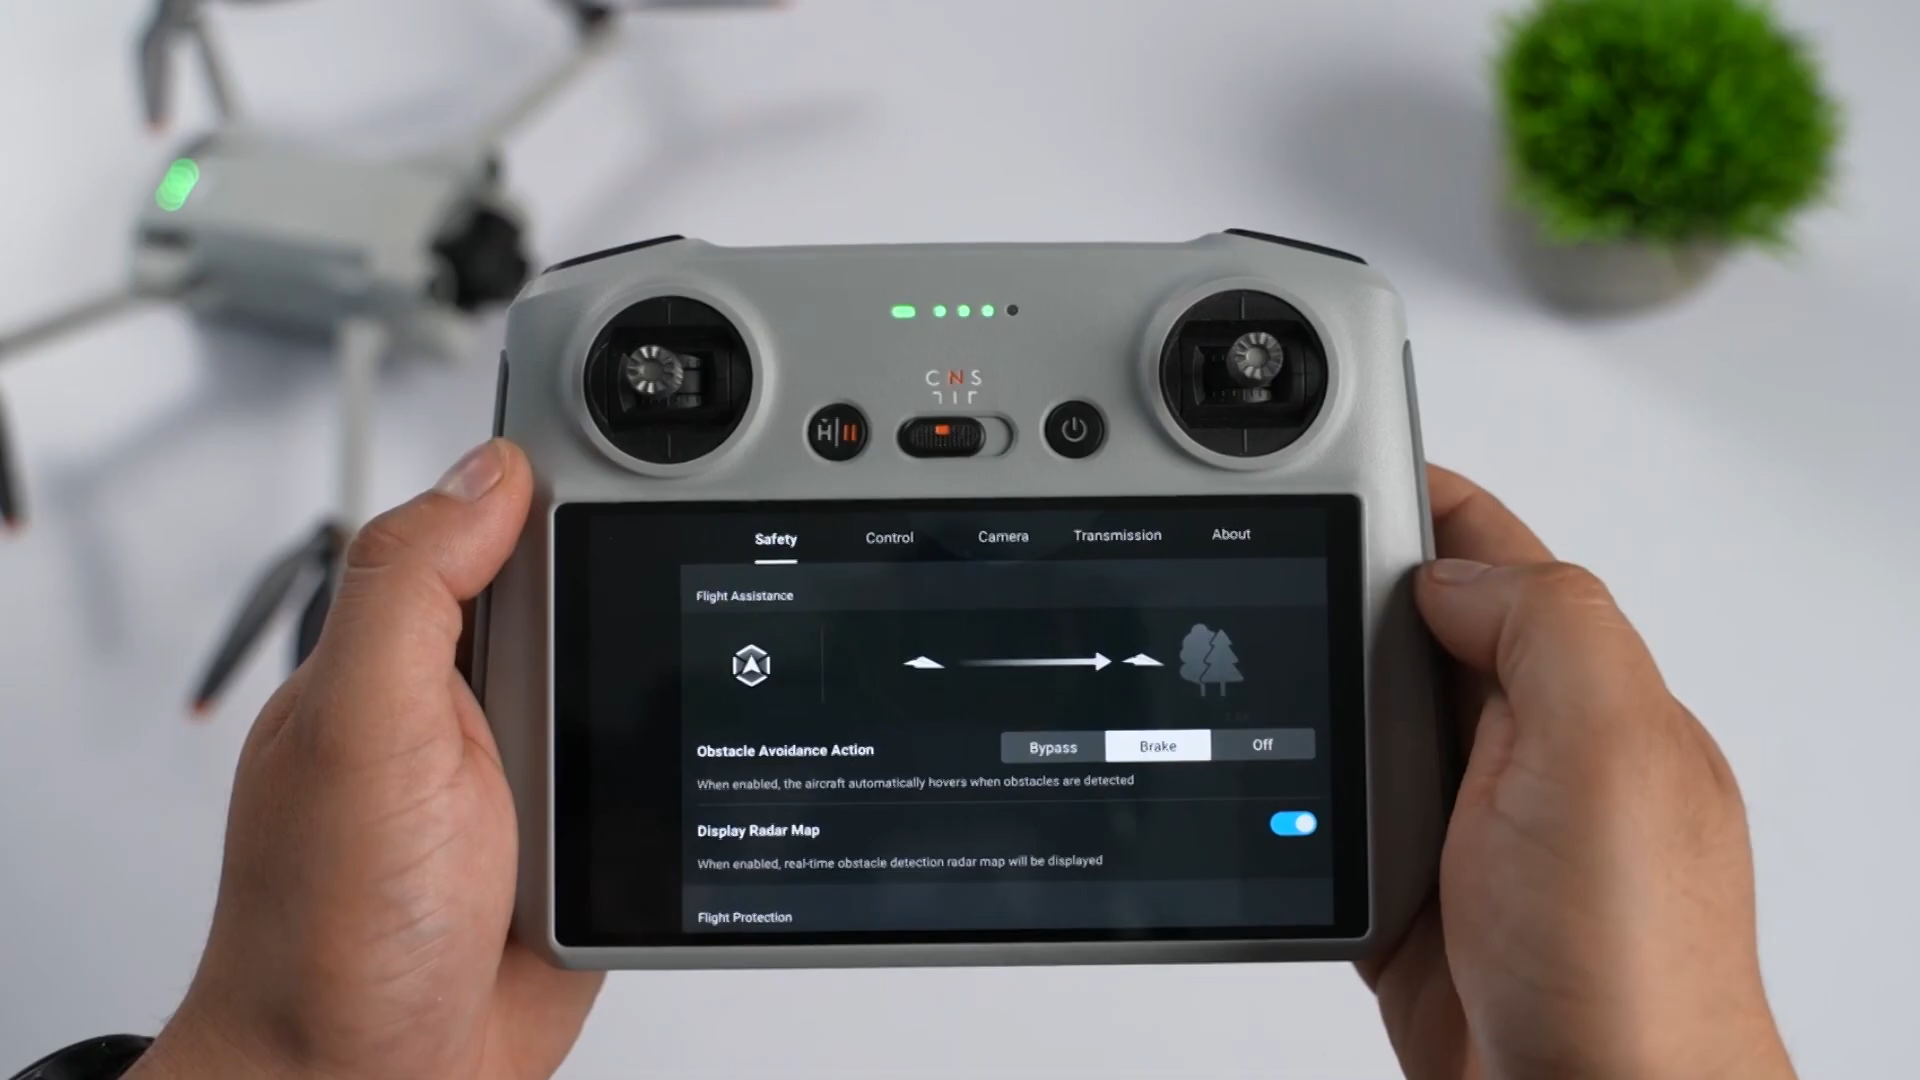 C N S
H
Safety Control Camera Transmission About
Flight Assistance
Obstacle Avoidance Action Bypass Brake Off
When enabled, the aircraft automatically hovers when obstacles are detected
Display Radar Map
When enabled, real-time obstacle detection radar map will be displayed
Flight Protection